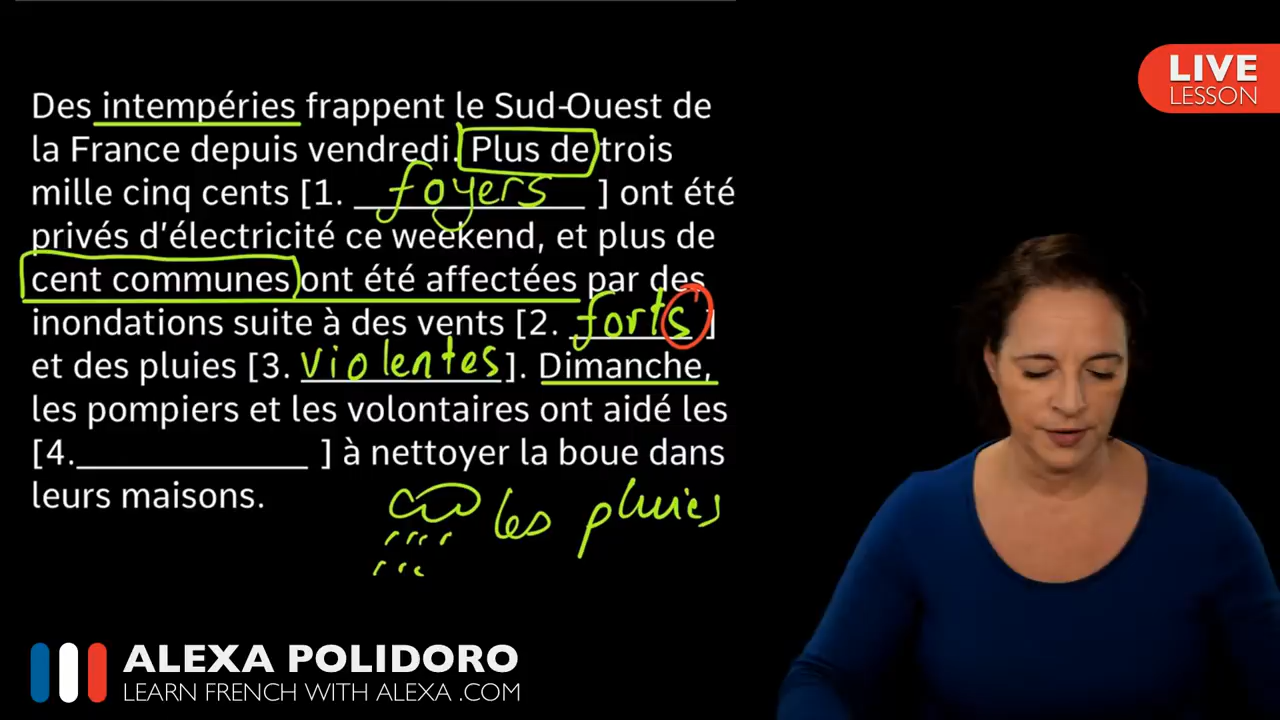 Des intempéries frappent le Sud-Ouest de
la France depuis vendredi. Plus de trois
mille cinq cents [1. foyers ] ont été
privés d'électricité ce weekend, et plus de
cent communes ont été affectées par des
inondations suite à des vents [2. forts ]
et des pluies [3. violentes ]. Dimanche,
les pompiers et les volontaires ont aidé les
[4.______________ ] à nettoyer la boue dans
leurs maisons.
les pluies
LIVE
LESSON
ALEXA POLIDORO
LEARN FRENCH WITH ALEXA .COM